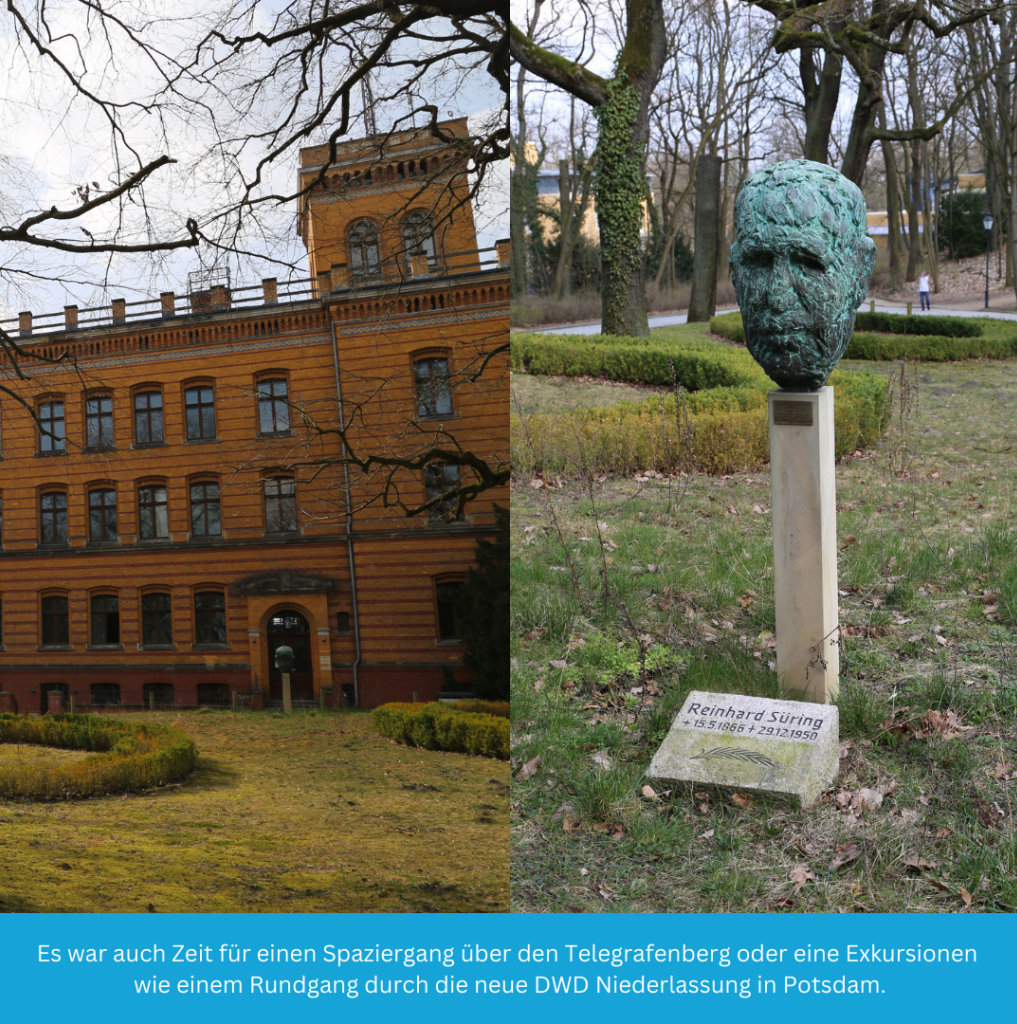 Reinhard Süring
+ 15.5.1866 + 29.12.1950
Es war auch Zeit für einen Spaziergang über den Telegrafenberg oder eine Exkursionen
wie einem Rundgang durch die neue DWD Niederlassung in Potsdam.